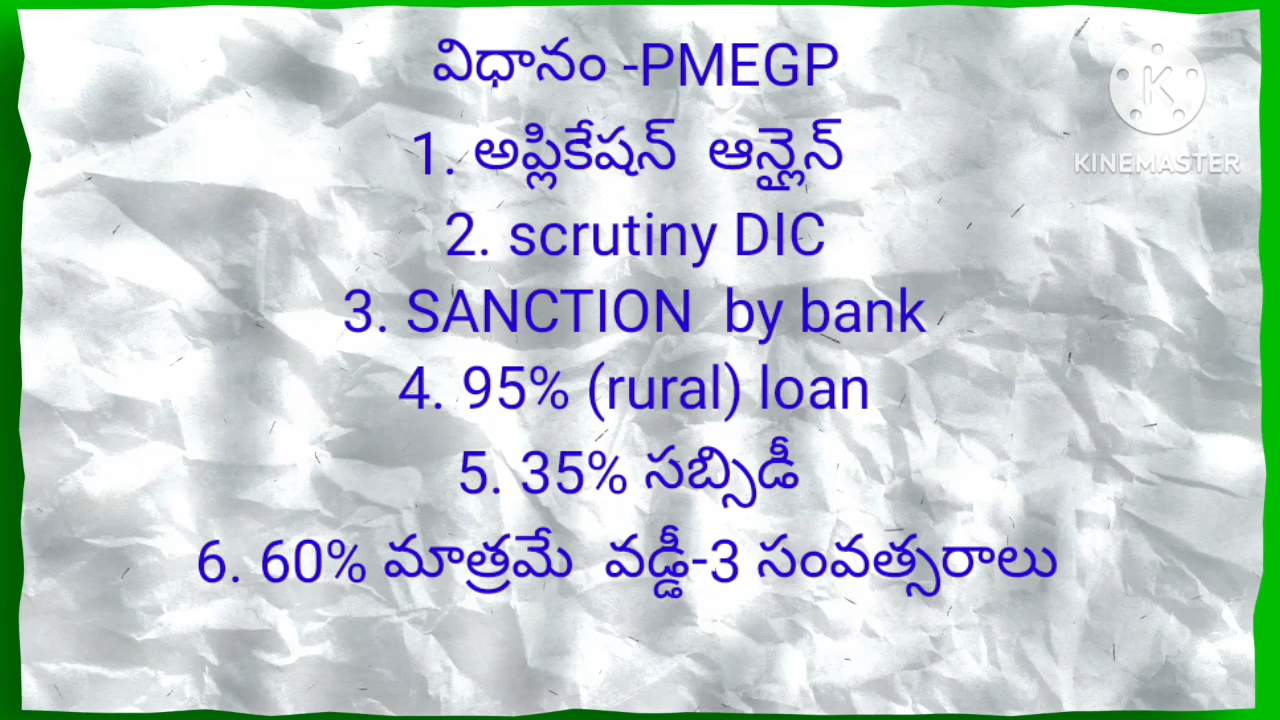 విధానం -PMEGP
KINEMASTER
1. అప్లికేషన్  ఆన్లైన్
2. scrutiny DIC
3. SANCTION  by bank
4. 95% (rural) loan
5. 35% సబ్సిడీ
6. 60% మాత్రమే  వడ్డీ-3 సంవత్సరాలు